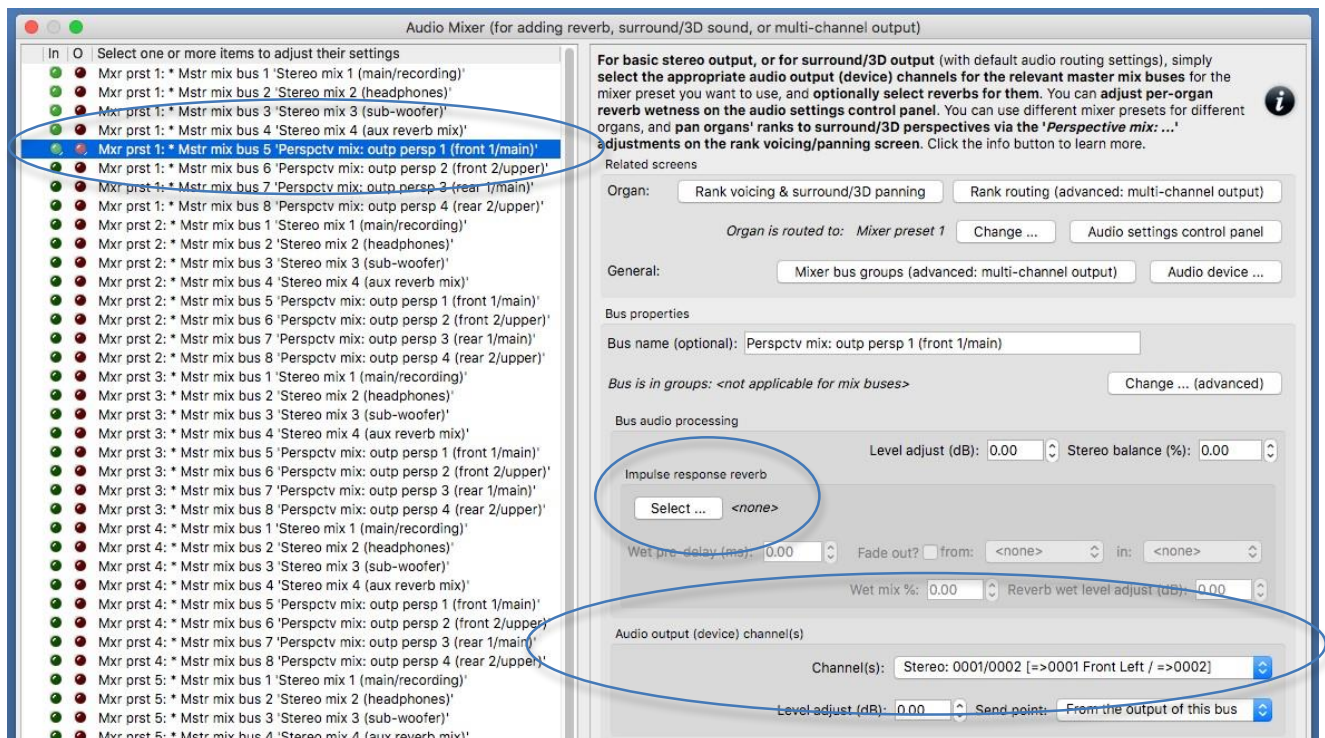 Audio Mixer (for adding reverb, surround/3D sound, or multi-channel output)
In O Select one or more items to adjust their settings
Mxr prst 1: * Mstr mix bus 1 'Stereo mix 1 (main/recording)'
Mxr prst 1: * Mstr mix bus 2 'Stereo mix 2 (headphones)'
Mxr prst 1: * Mstr mix bus 3 'Stereo mix 3 (sub-woofer)'
Mxr prst 1: * Mstr mix bus 4 'Stereo mix 4 (aux reverb mix)'
Mxr prst 1: * Mstr mix bus 5 'Perspctv mix: outp persp 1 (front 1/main)'
Mxr prst 1: * Mstr mix bus 6 'Perspctv mix: outp persp 2 (front 2/upper)'
Mxr prst 1: * Mstr mix bus 7 'Perspctv mix: outp persp 3 (rear 1/main)'
Mxr prst 1: * Mstr mix bus 8 'Perspctv mix: outp persp 4 (rear 2/upper)'
Mxr prst 2: * Mstr mix bus 1 'Stereo mix 1 (main/recording)'
Mxr prst 2: * Mstr mix bus 2 'Stereo mix 2 (headphones)'
Mxr prst 2: * Mstr mix bus 3 'Stereo mix 3 (sub-woofer)'
Mxr prst 2: * Mstr mix bus 4 'Stereo mix 4 (aux reverb mix)'
Mxr prst 2: * Mstr mix bus 5 'Perspctv mix: outp persp 1 (front 1/main)'
Mxr prst 2: * Mstr mix bus 6 'Perspctv mix: outp persp 2 (front 2/upper)'
Mxr prst 2: * Mstr mix bus 7 'Perspctv mix: outp persp 3 (rear 1/main)'
Mxr prst 2: * Mstr mix bus 8 'Perspctv mix: outp persp 4 (rear 2/upper)'
Mxr prst 3: * Mstr mix bus 1 'Stereo mix 1 (main/recording)'
Mxr prst 3: * Mstr mix bus 2 'Stereo mix 2 (headphones)'
Mxr prst 3: * Mstr mix bus 3 'Stereo mix 3 (sub-woofer)'
Mxr prst 3: * Mstr mix bus 4 'Stereo mix 4 (aux reverb mix)'
Mxr prst 3: * Mstr mix bus 5 'Perspctv mix: outp persp 1 (front 1/main)'
Mxr prst 3: * Mstr mix bus 6 'Perspctv mix: outp persp 2 (front 2/upper)'
Mxr prst 3: * Mstr mix bus 7 'Perspctv mix: outp persp 3 (rear 1/main)'
Mxr prst 3: * Mstr mix bus 8 'Perspctv mix: outp persp 4 (rear 2/upper)'
Mxr prst 4: * Mstr mix bus 1 'Stereo mix 1 (main/recording)'
Mxr prst 4: * Mstr mix bus 2 'Stereo mix 2 (headphones)'
Mxr prst 4: * Mstr mix bus 3 'Stereo mix 3 (sub-woofer)'
Mxr prst 4: * Mstr mix bus 4 'Stereo mix 4 (aux reverb mix)'
Mxr prst 4: * Mstr mix bus 5 'Perspctv mix: outp persp 1 (front 1/main)'
Mxr prst 4: * Mstr mix bus 6 'Perspctv mix: outp persp 2 (front 2/upper)'
Mxr prst 4: * Mstr mix bus 7 'Perspctv mix: outp persp 3 (rear 1/main)'
Mxr prst 4: * Mstr mix bus 8 'Perspctv mix: outp persp 4 (rear 2/upper)'
Mxr prst 5: * Mstr mix bus 1 'Stereo mix 1 (main/recording)'
Mxr prst 5: * Mstr mix bus 2 'Stereo mix 2 (headphones)'
Mxr prst 5: * Mstr mix bus 3 'Stereo mix 3 (sub-woofer)'
Mxr prst 5: * Mstr mix bus 4 'Stereo mix 4 (aux reverb mix)'
For basic stereo output, or for surround/3D output (with default audio routing settings), simply
select the appropriate audio output (device) channels for the relevant master mix buses for the
mixer preset you want to use, and optionally select reverbs for them. You can adjust per-organ
reverb wetness on the audio settings control panel. You can use different mixer presets for different
organs, and pan organs' ranks to surround/3D perspectives via the 'Perspective mix: ...'
adjustments on the rank voicing/panning screen. Click the info button to learn more.
Related screens
Organ: Rank voicing & surround/3D panning Rank routing (advanced: multi-channel output)
Organ is routed to: Mixer preset 1 Change ... Audio settings control panel
General: Mixer bus groups (advanced: multi-channel output) Audio device ...
Bus properties
Bus name (optional): Perspctv mix: outp persp 1 (front 1/main)
Bus is in groups: <not applicable for mix buses> Change ... (advanced)
Bus audio processing
Level adjust (dB): 0.00 Stereo balance (%): 0.00
Impulse response reverb
Select ... <none>
Wet pre-delay (ms): 0.00 Fade out? from: <none> in: <none>
Wet mix %: 0.00 Reverb wet level adjust (dB): 0.00
Audio output (device) channel(s)
Channel(s): Stereo: 0001/0002 [=>0001 Front Left / =>0002]
Level adjust (dB): 0.00 Send point: From the output of this bus